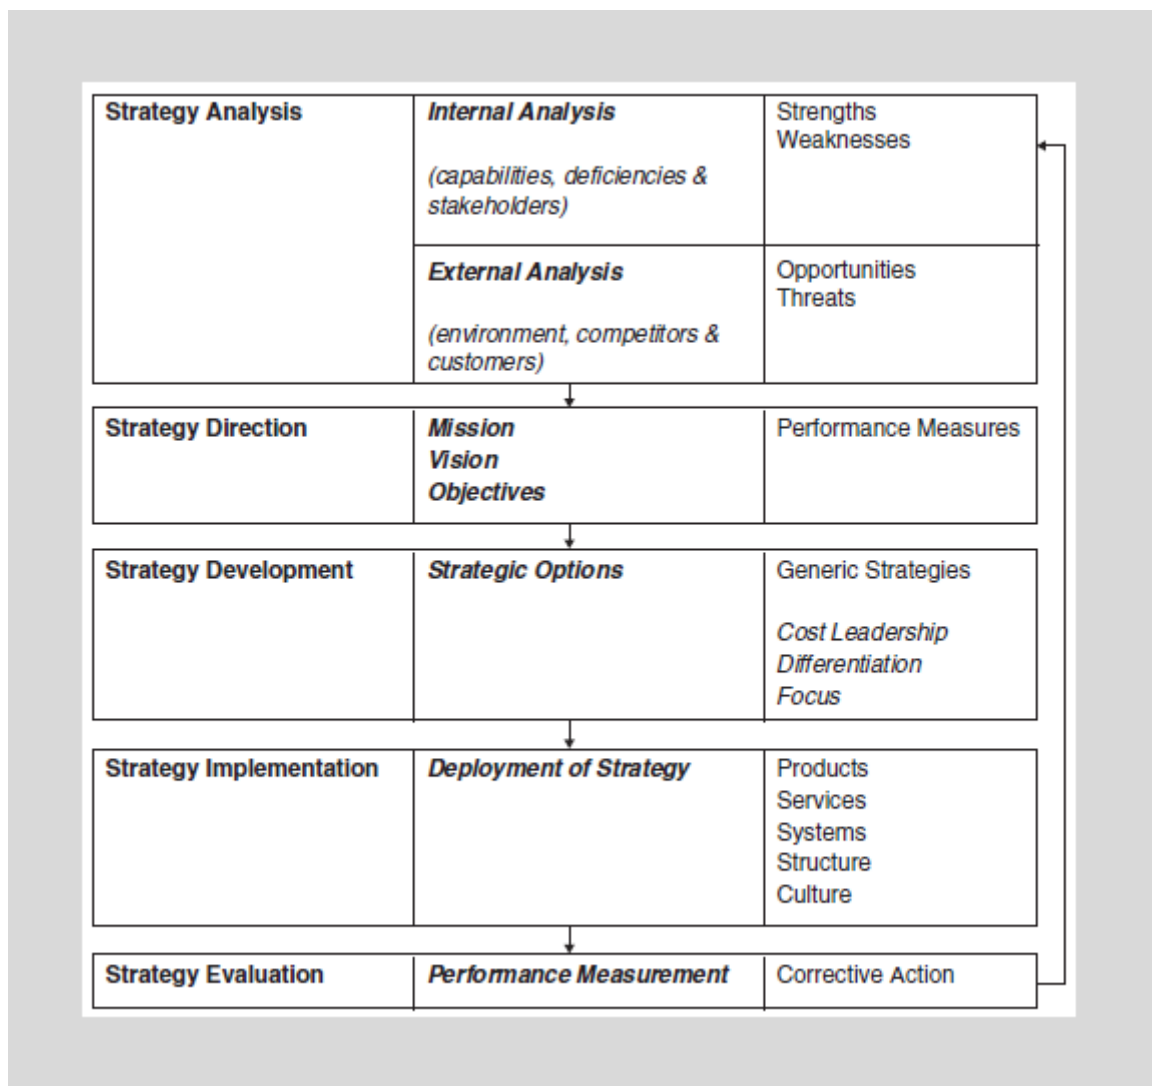 Strategy Analysis
Internal Analysis
(capabilities, deficiencies &
stakeholders)
Strengths
Weaknesses
External Analysis
(environment, competitors &
customers)
Opportunities
Threats
Strategy Direction
Mission
Vision
Objectives
Performance Measures
Strategy Development
Strategic Options
Generic Strategies
Cost Leadership
Differentiation
Focus
Strategy Implementation
Deployment of Strategy
Products
Services
Systems
Structure
Culture
Strategy Evaluation
Performance Measurement
Corrective Action